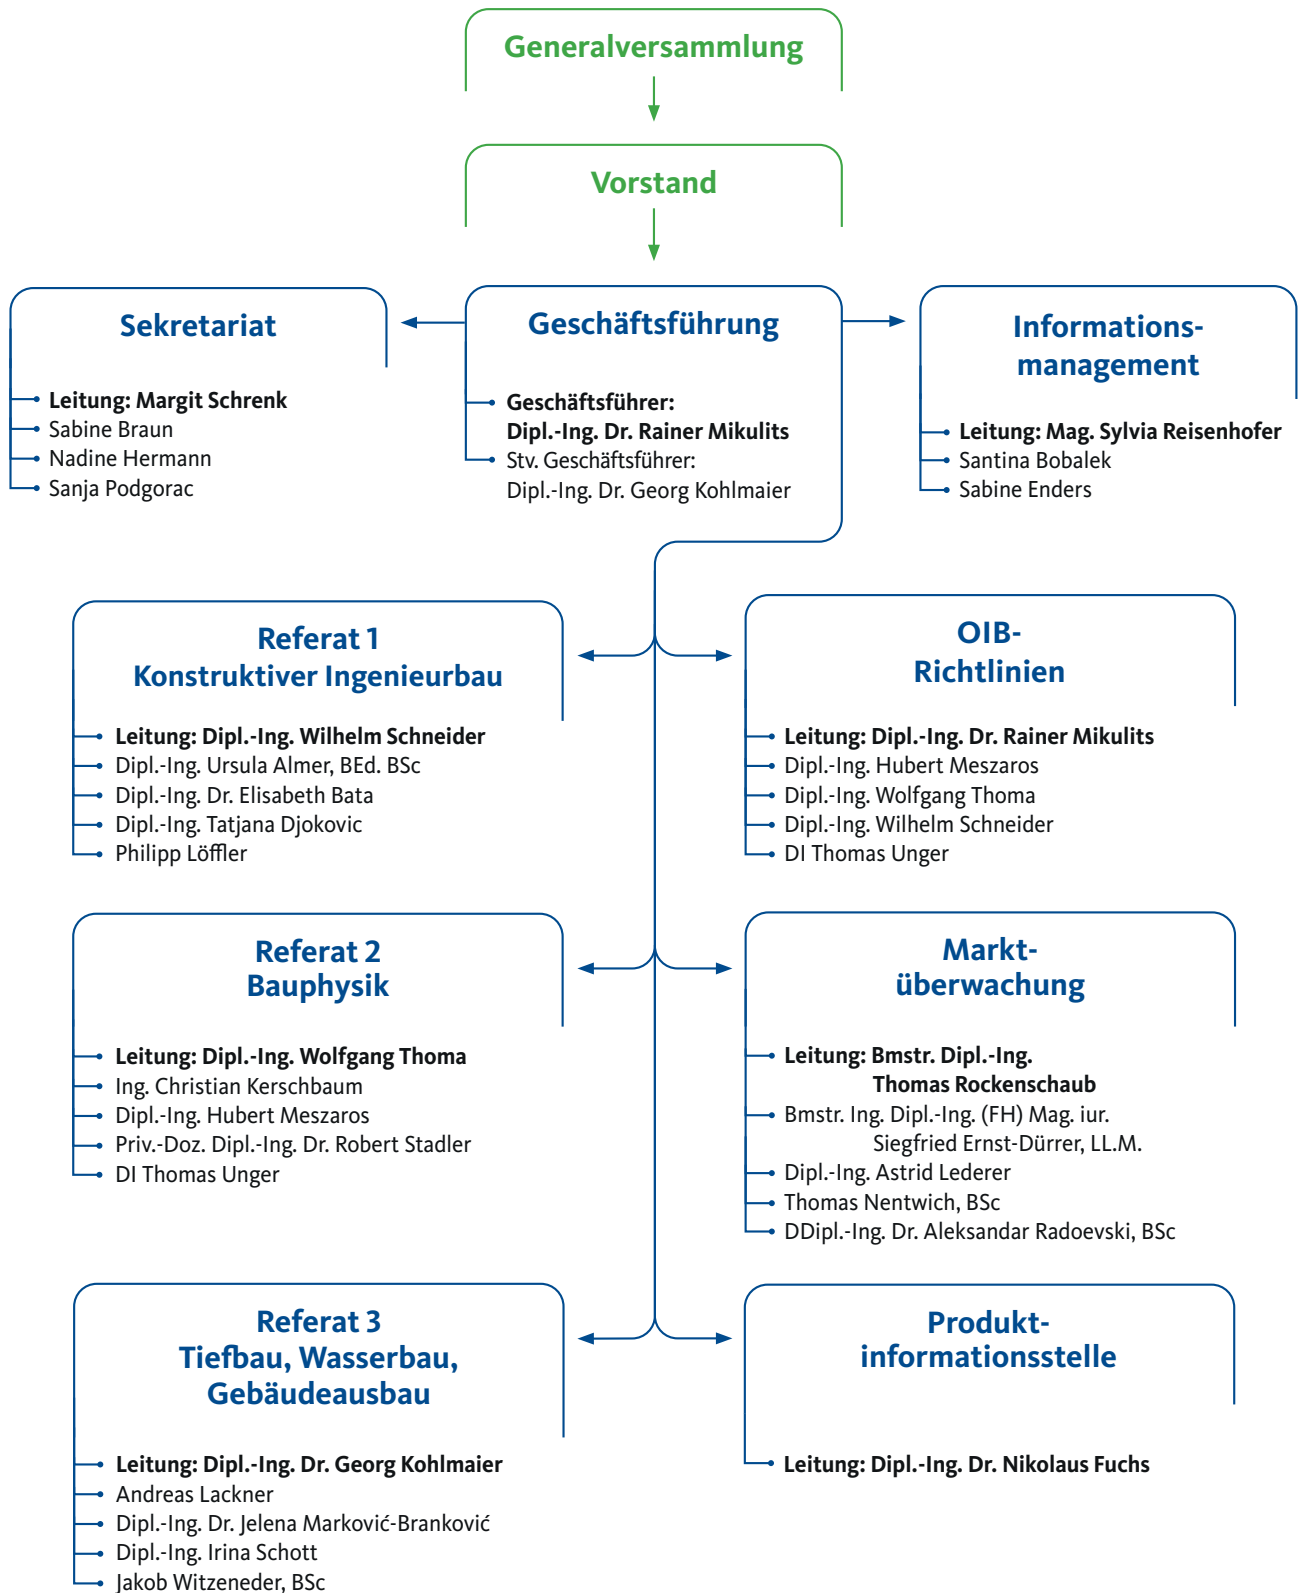 Generalversammlung
Vorstand
Sekretariat
Leitung: Margit Schrenk
Sabine Braun
Nadine Hermann
Sanja Podgorac
Geschäftsführung
Geschäftsführer:
Dipl.-Ing. Dr. Rainer Mikulits
Stv. Geschäftsführer:
Dipl.-Ing. Dr. Georg Kohlmaier
Informations-
management
Leitung: Mag. Sylvia Reisenhofer
Santina Bobalek
Sabine Enders
Referat 1
Konstruktiver Ingenieurbau
Leitung: Dipl.-Ing. Wilhelm Schneider
Dipl.-Ing. Ursula Almer, BEd. BSc
Dipl.-Ing. Dr. Elisabeth Bata
Dipl.-Ing. Tatjana Djokovic
Philipp Löffler
OIB-
Richtlinien
Leitung: Dipl.-Ing. Dr. Rainer Mikulits
Dipl.-Ing. Hubert Meszaros
Dipl.-Ing. Wolfgang Thoma
Dipl.-Ing. Wilhelm Schneider
DI Thomas Unger
Referat 2
Bauphysik
Leitung: Dipl.-Ing. Wolfgang Thoma
Ing. Christian Kerschbaum
Dipl.-Ing. Hubert Meszaros
Priv.-Doz. Dipl.-Ing. Dr. Robert Stadler
DI Thomas Unger
Markt-
überwachung
Leitung: Bmstr. Dipl.-Ing.
Thomas Rockenschaub
Bmstr. Ing. Dipl.-Ing. (FH) Mag. iur.
Siegfried Ernst-Dürrer, LL.M.
Dipl.-Ing. Astrid Lederer
Thomas Nentwich, BSc
DDipl.-Ing. Dr. Aleksandar Radoevski, BSc
Referat 3
Tiefbau, Wasserbau,
Gebäudeausbau
Leitung: Dipl.-Ing. Dr. Georg Kohlmaier
Andreas Lackner
Dipl.-Ing. Dr. Jelena Marković-Branković
Dipl.-Ing. Irina Schott
Jakob Witzeneder, BSc
Produkt-
informationsstelle
Leitung: Dipl.-Ing. Dr. Nikolaus Fuchs